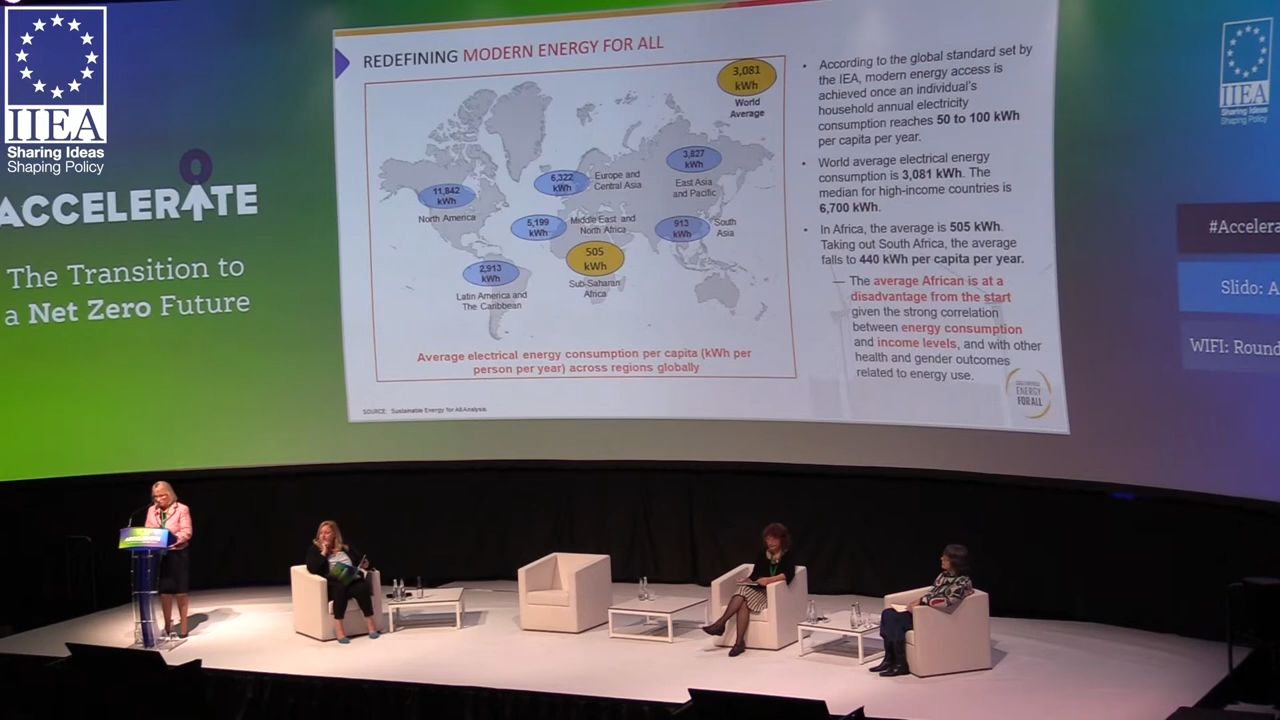 IIEA
Sharing Ideas
Shaping Policy
ACCELERATE
The Transition to
a Net Zero Future
REDEFINING MODERN ENERGY FOR ALL
3,081
kWh
World
Average
11,842
kWh
North America
6,322
kWh
Europe and
Central Asia
3,827
kWh
East Asia
and Pacific
5,199
kWh
Middle East and
North Africa
913
kWh
South
Asia
505
kWh
Sub-Saharan
Africa
2,913
kWh
Latin America and
The Caribbean
Average electrical energy consumption per capita (kWh per
person per year) across regions globally
SOURCE: Sustainable Energy for All Analysis
• According to the global standard set by
the IEA, modern energy access is
achieved once an individual's
household annual electricity
consumption reaches 50 to 100 kWh
per capita per year.
• World average electrical energy
consumption is 3,081 kWh. The
median for high-income countries is
6,700 kWh.
• In Africa, the average is 505 kWh.
Taking out South Africa, the average
falls to 440 kWh per capita per year.
— The average African is at a
disadvantage from the start
given the strong correlation
between energy consumption
and income levels, and with other
health and gender outcomes
related to energy use.
ENERGY
FOR ALL
IIEA
Sharing Ideas
Shaping Policy
#Accelera
Slido: A
WIFI: Round
ACCELERATE